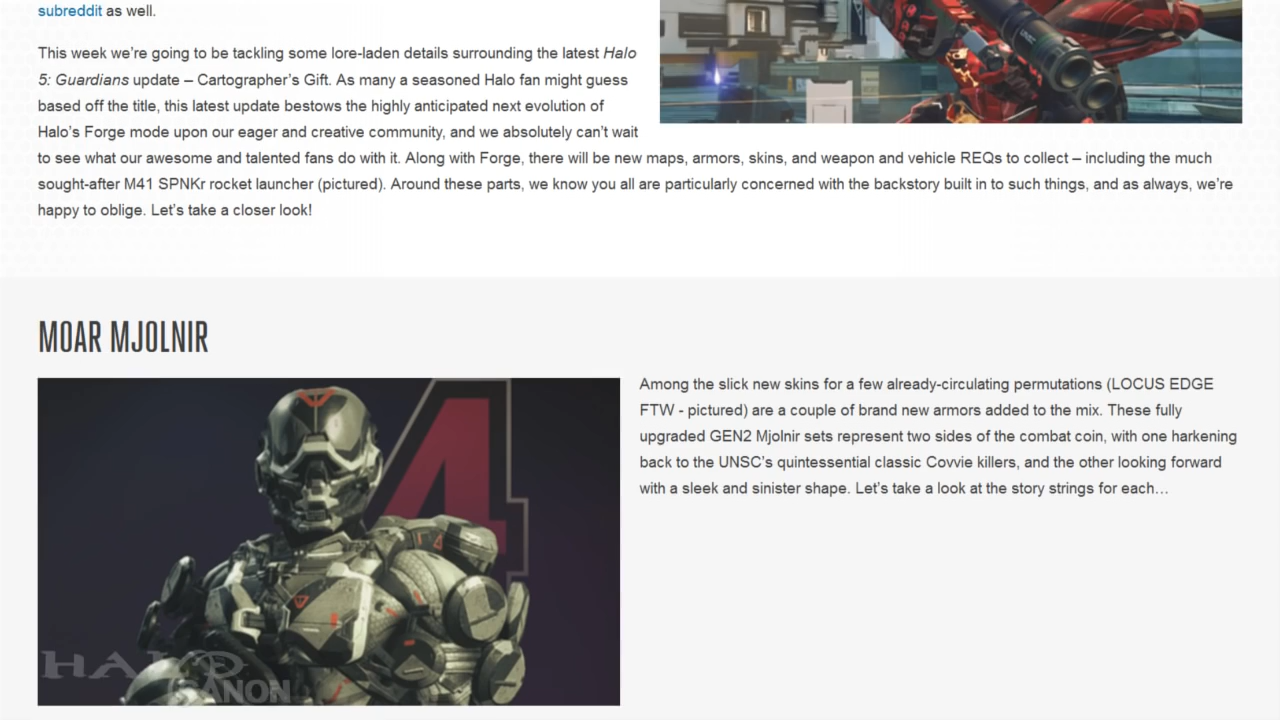 subreddit as well.
This week we’re going to be tackling some lore-laden details surrounding the latest Halo
5: Guardians update – Cartographer’s Gift. As many a seasoned Halo fan might guess
based off the title, this latest update bestows the highly anticipated next evolution of
Halo’s Forge mode upon our eager and creative community, and we absolutely can’t wait
to see what our awesome and talented fans do with it. Along with Forge, there will be new maps, armors, skins, and weapon and vehicle REQs to collect – including the much
sought-after M41 SPNKr rocket launcher (pictured). Around these parts, we know you all are particularly concerned with the backstory built in to such things, and as always, we’re
happy to oblige. Let’s take a closer look!
UNSC
MOAR MJOLNIR
Among the slick new skins for a few already-circulating permutations (LOCUS EDGE
FTW - pictured) are a couple of brand new armors added to the mix. These fully
upgraded GEN2 Mjolnir sets represent two sides of the combat coin, with one harkening
back to the UNSC’s quintessential classic Covvie killers, and the other looking forward
with a sleek and sinister shape. Let’s take a look at the story strings for each…
4
HALO
CANON